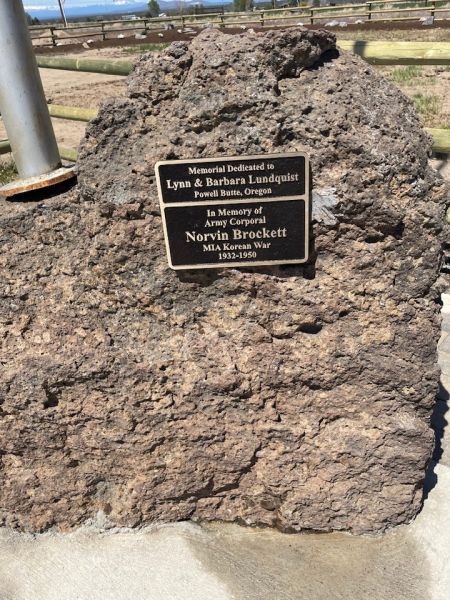 Memorial Dedicated to
Lynn & Barbara Lundquist
Powell Butte, Oregon
In Memory of
Army Corporal
Norvin Brockett
MIA Korean War
1932-1950